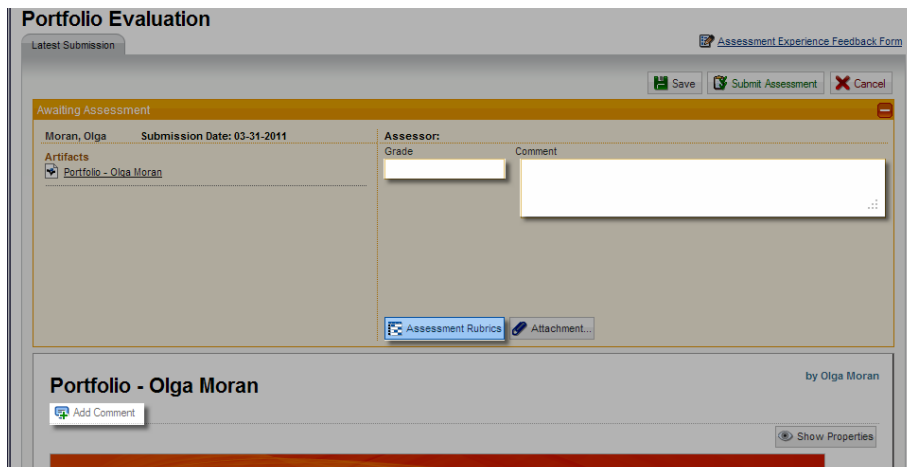 Portfolio Evaluation
Latest Submission
Assessment Experience Feedback Form
Save Submit Assessment Cancel
Awaiting Assessment
Moran, Olga Submission Date: 03-31-2011 Assessor:
Artifacts Grade Comment
Portfolio - Olga Moran
Assessment Rubrics Attachment...
Portfolio - Olga Moran
by Olga Moran
Add Comment
Show Properties